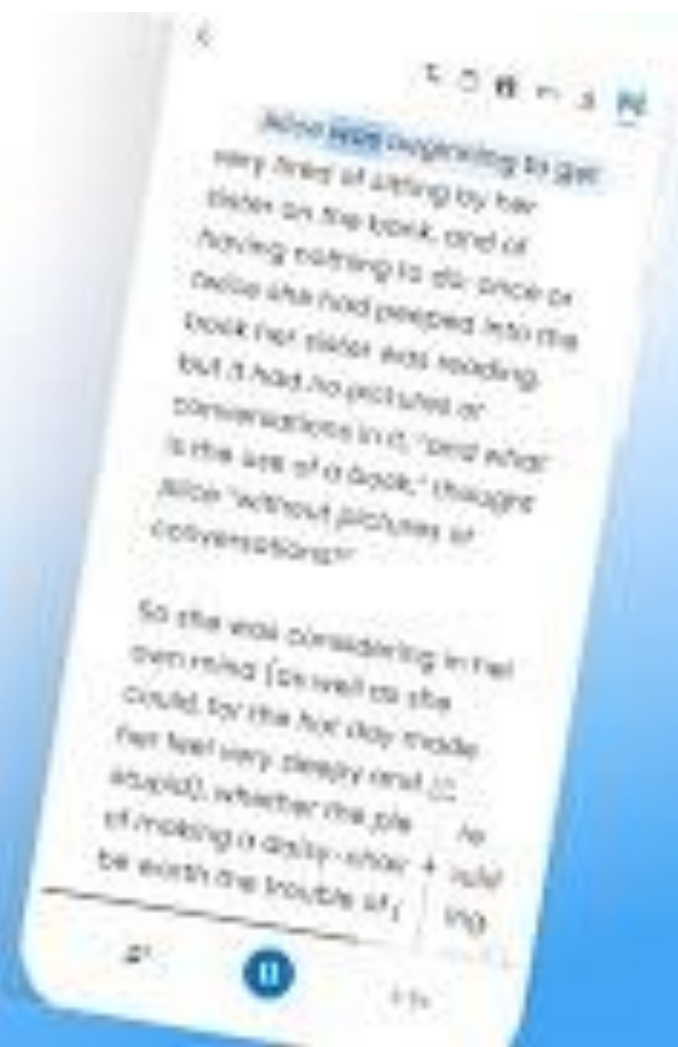 Alice was beginning to get
very tired of sitting by her
sister on the bank, and of
having nothing to do: once or
twice she had peeped into the
book her sister was reading,
but it had no pictures or
conversations in it, "and what
is the use of a book," thought
Alice "without pictures or
conversations?"
So she was considering in her
own mind (as well as she
could, for the hot day made
her feel very sleepy and
stupid), whether the ple
of making a daisy-chain
be worth the trouble of
ing